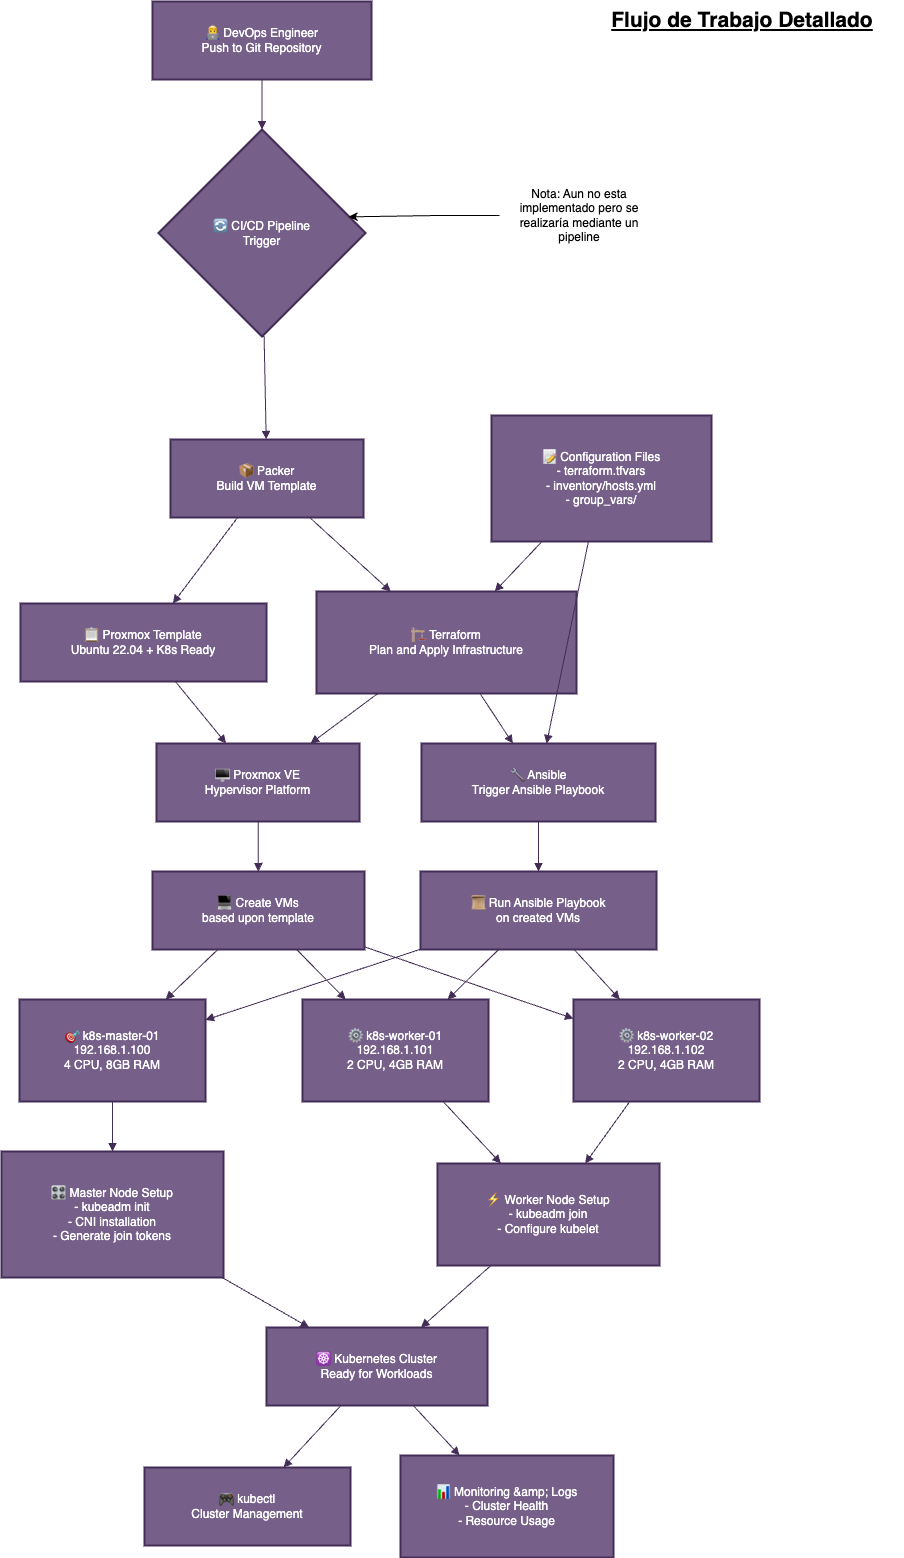 Flujo de Trabajo Detallado
DevOps Engineer
Push to Git Repository
CI/CD Pipeline
Trigger
Nota: Aun no esta
implementado pero se
realizaría mediante un
pipeline
Packer
Build VM Template
Configuration Files
- terraform.tfvars
- inventory/hosts.yml
- group_vars/
Proxmox Template
Ubuntu 22.04 + K8s Ready
Terraform
Plan and Apply Infrastructure
Proxmox VE
Hypervisor Platform
Ansible
Trigger Ansible Playbook
Create VMs
based upon template
Run Ansible Playbook
on created VMs
k8s-master-01
192.168.1.100
4 CPU, 8GB RAM
k8s-worker-01
192.168.1.101
2 CPU, 4GB RAM
k8s-worker-02
192.168.1.102
2 CPU, 4GB RAM
Master Node Setup
- kubeadm init
- CNI installation
- Generate join tokens
Worker Node Setup
- kubeadm join
- Configure kubelet
Kubernetes Cluster
Ready for Workloads
kubectl
Cluster Management
Monitoring &amp; Logs
- Cluster Health
- Resource Usage